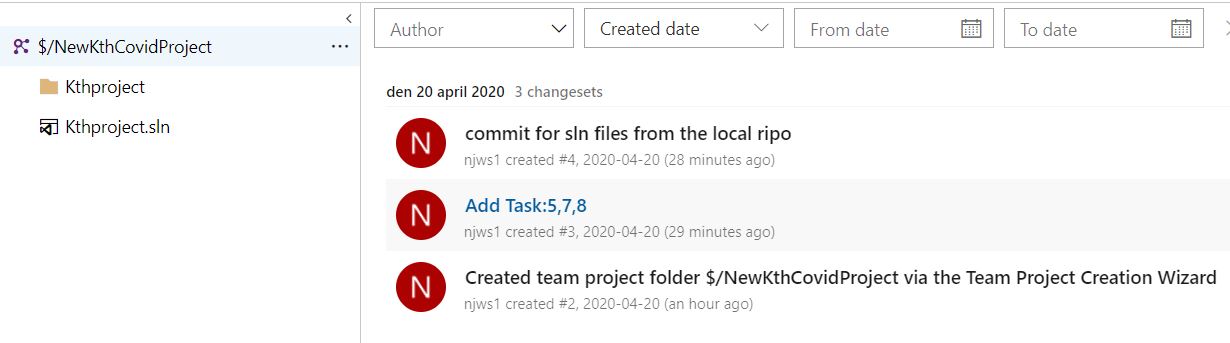 $/NewKthCovidProject
Kthproject
Kthproject.sln
Author
Created date
From date
To date
den 20 april 2020 3 changesets
N
commit for sln files from the local ripo
njws1 created #4, 2020-04-20 (28 minutes ago)
N
Add Task:5,7,8
njws1 created #3, 2020-04-20 (29 minutes ago)
N
Created team project folder $/NewKthCovidProject via the Team Project Creation Wizard
njws1 created #2, 2020-04-20 (an hour ago)